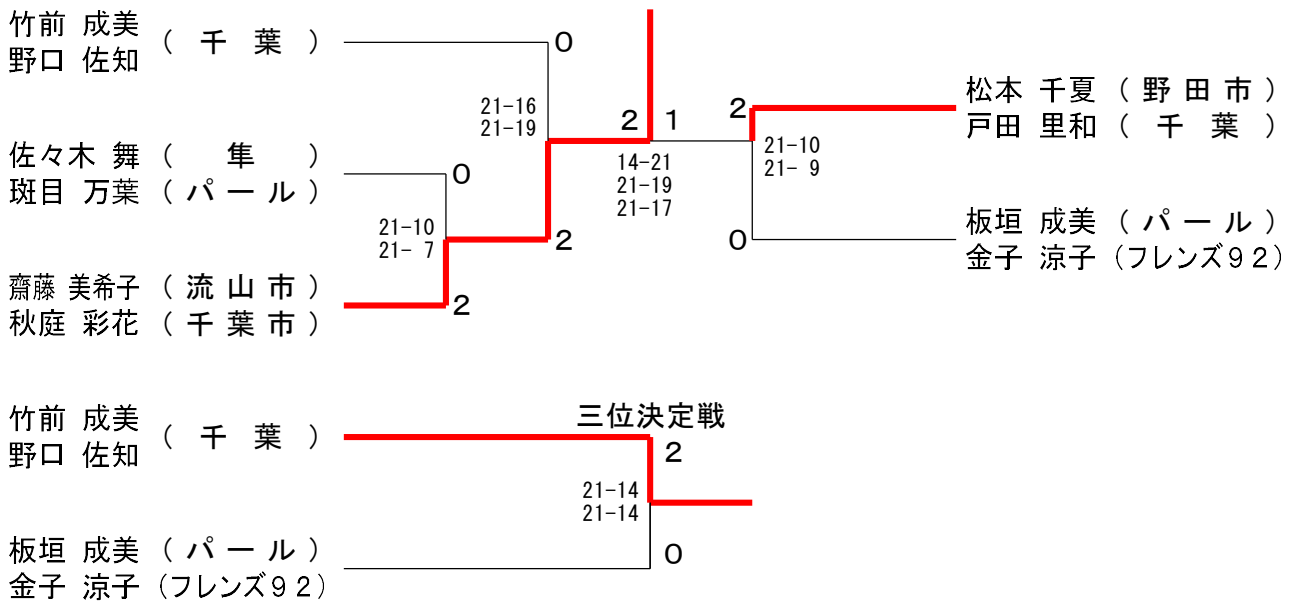 竹前 成美
野口 佐知
( 千 葉 )
0
21-16
21-19
佐々木 舞 ( 隼 )
斑目 万葉 (パール)
0
21-10
21- 7
2
齋藤 美希子 (流山市)
秋庭 彩花 (千葉市)
2
2 1
14-21
21-19
21-17
2
21-10
21- 9
0
松本 千夏 (野田市)
戸田 里和 ( 千 葉 )
板垣 成美 (パール)
金子 涼子 (フレンズ92)
三位決定戦
竹前 成美
野口 佐知
( 千 葉 )
2
21-14
21-14
0
板垣 成美 (パール)
金子 涼子 (フレンズ92)